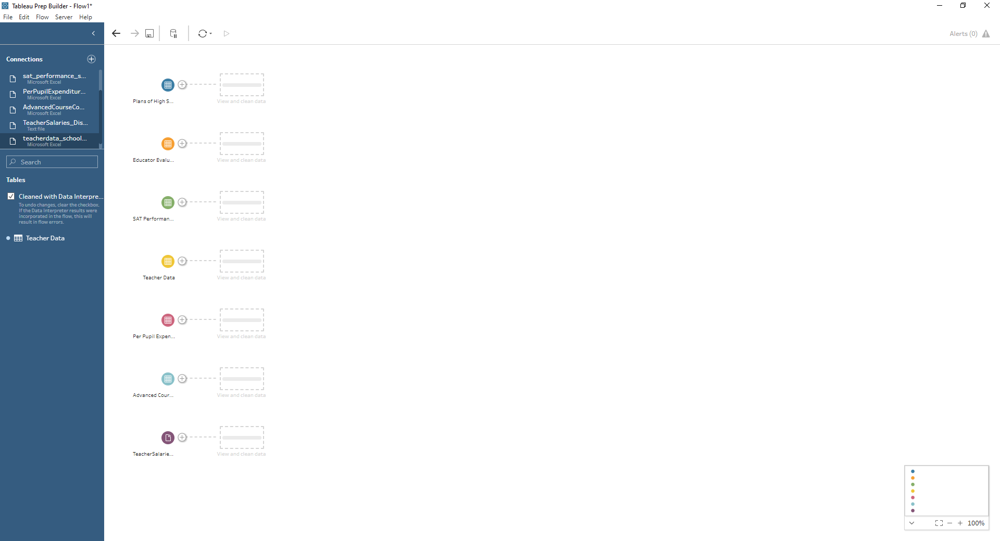 Tableau Prep Builder - Flow1*
File Edit Flow Server Help
Alerts (0)
Connections
sat_performance_s...
Microsoft Excel
PerPupilExpenditur...
Microsoft Excel
AdvancedCourseCo...
Microsoft Excel
TeacherSalaries_Dis...
Text file
teacherdata_school...
Microsoft Excel
Search
Tables
Cleaned with Data Interpre...
To undo changes, clear the checkbox.
If the Data Interpreter results were
incorporated in the flow, this will
result in flow errors.
Teacher Data
Plans of High S...
View and clean data
Educator Evalu...
View and clean data
SAT Performan...
View and clean data
Teacher Data
View and clean data
Per Pupil Expen...
View and clean data
Advanced Cour...
View and clean data
TeacherSalarie...
View and clean data
100%